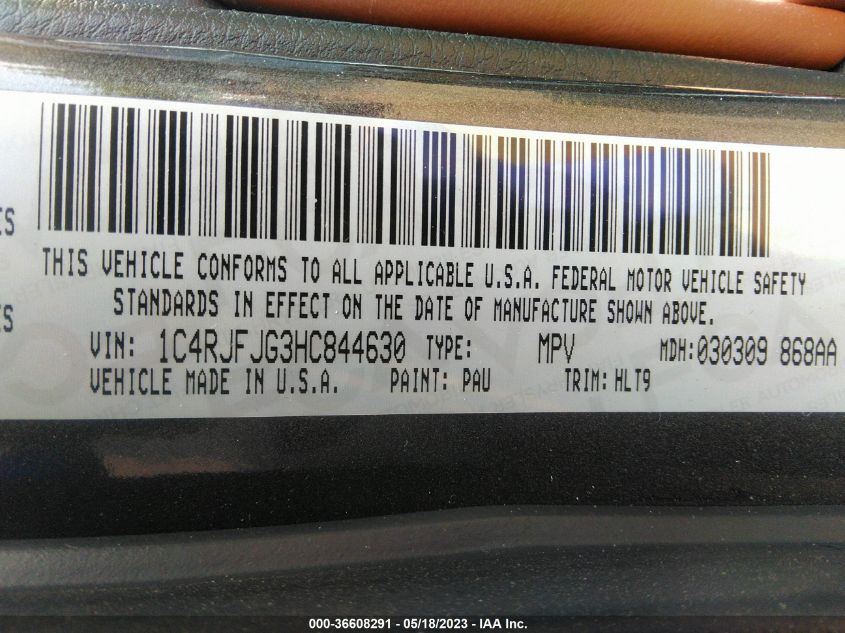 ES
THIS VEHICLE CONFORMS TO ALL APPLICABLE U.S.A. FEDERAL MOTOR VEHICLE SAFETY
STANDARDS IN EFFECT ON THE DATE OF MANUFACTURE SHOWN ABOVE.
ES
VIN: 1C4RJFJG3HC844630 TYPE: MPV MDH:030309 868AA
VEHICLE MADE IN U.S.A. PAINT: PAU TRIM:HLT9
000-36608291 - 05/18/2023 - IAA Inc.